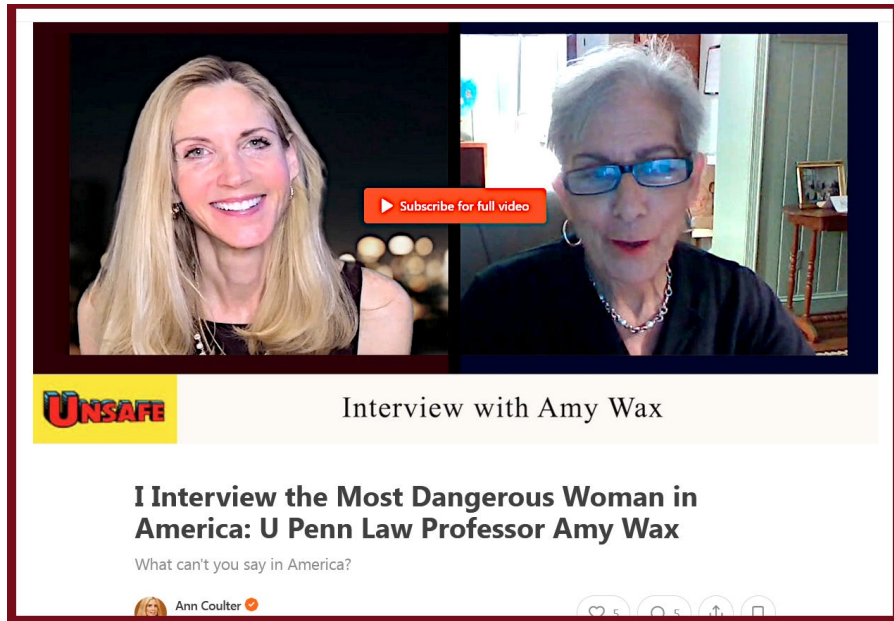 Subscribe for full video
UNSAFE
Interview with Amy Wax
I Interview the Most Dangerous Woman in
America: U Penn Law Professor Amy Wax
What can't you say in America?
Ann Coulter
5
5